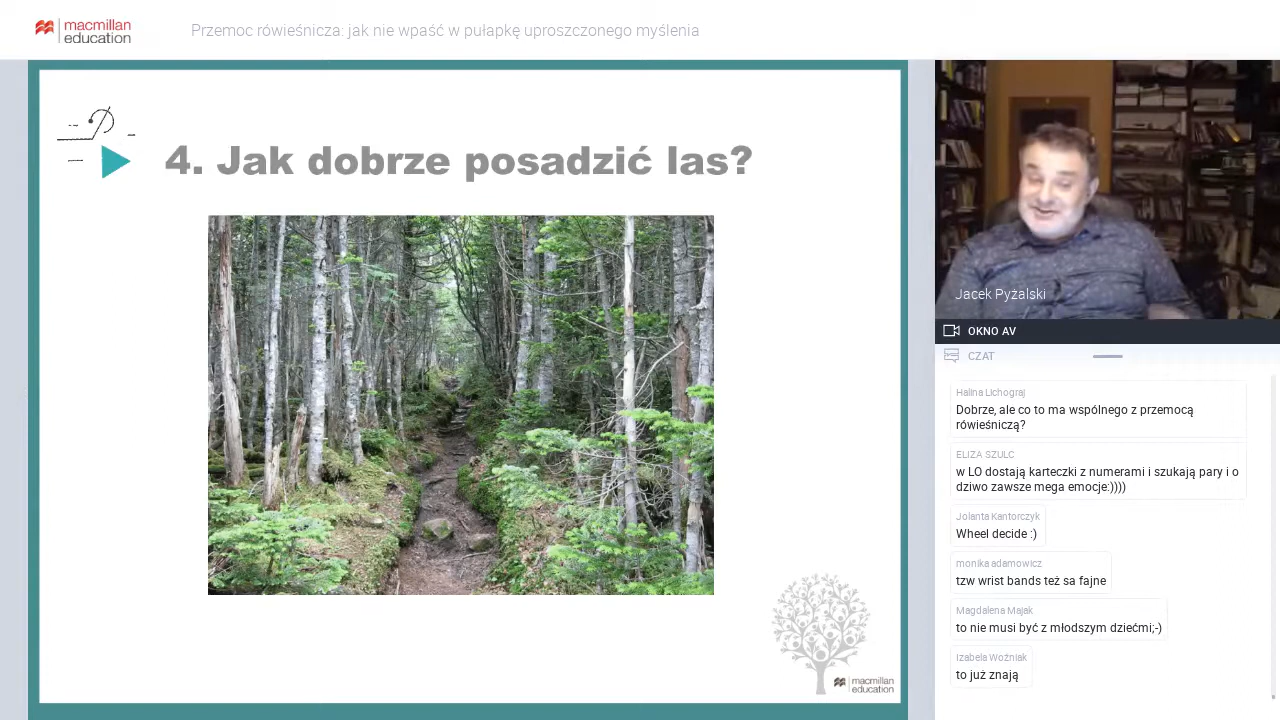 macmillan
education
Przemoc rówieśnicza: jak nie wpaść w pułapkę uproszczonego myślenia
4. Jak dobrze posadzić las?
macmillan
education
Jacek Pyżalski
OKNO AV
CZAT
Halina Lichograj
Dobrze, ale co to ma wspólnego z przemocą
rówieśniczą?
ELIZA SZULC
w LO dostają karteczki z numerami i szukają pary i o
dziwo zawsze mega emocje:))))
Jolanta Kantorczyk
Wheel decide :)
monika adamowicz
tzw wrist bands też sa fajne
Magdalena Majak
to nie musi być z młodszym dziećmi;-)
Izabela Woźniak
to już znają